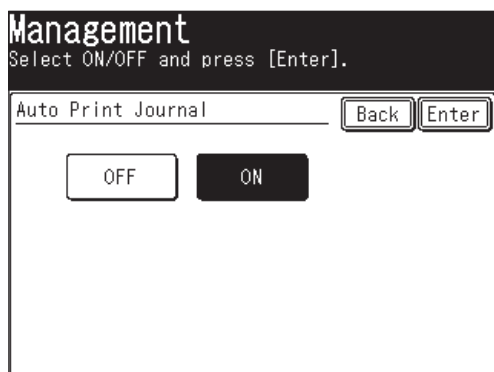 Management
Select ON/OFF and press [Enter].
Auto Print Journal Back Enter
OFF ON